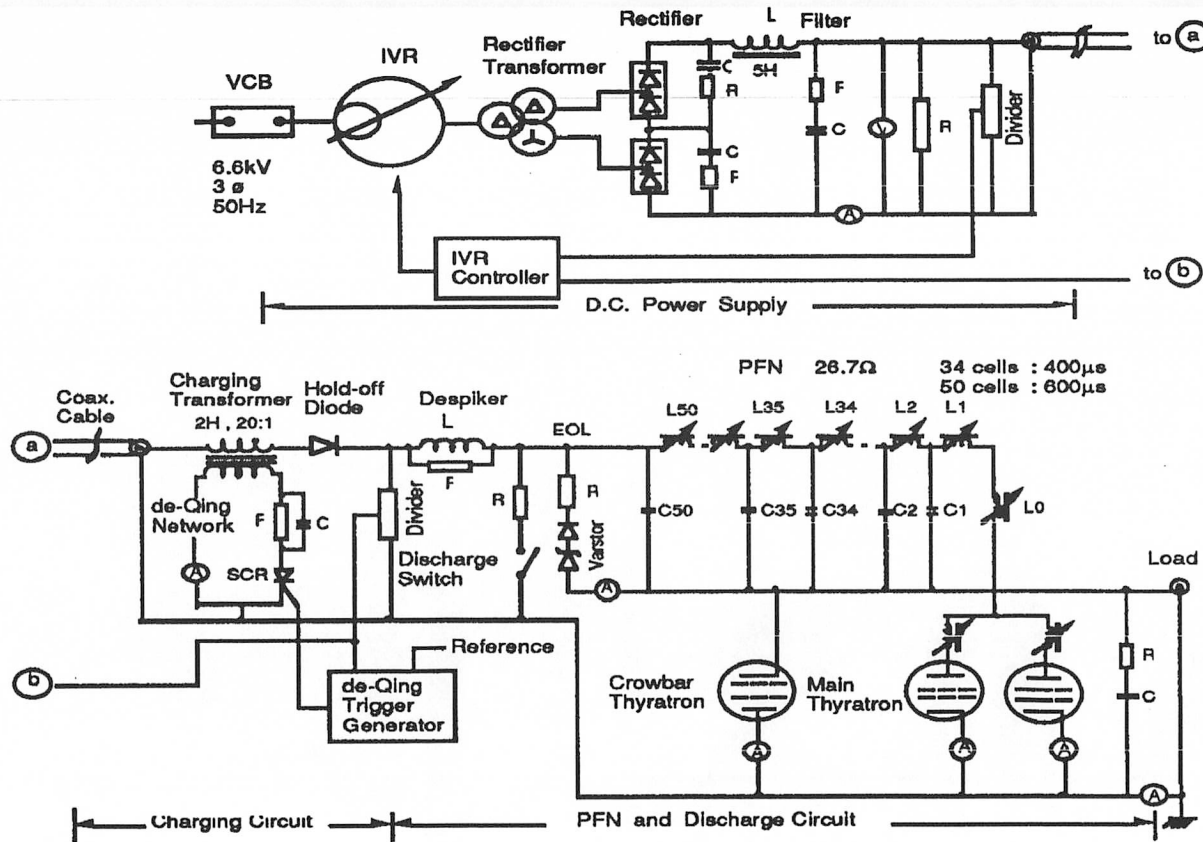 Rectifier
L
Filter
to a
Rectifier
Transformer
IVR
VCB
C
5H
R
F
C
V
R
Divider
C
F
6.6kV
3 ø
50Hz
A
IVR
Controller
to b
D.C. Power Supply
PFN 26.7Ω
34 cells : 400µs
50 cells : 600µs
Coax.
Cable
Charging
Transformer
2H , 20:1
Hold-off
Diode
Despiker
L
EOL
L50
L35
L34
L2
L1
a
F
de-Qing
Network
F
C
Divider
R
R
Varstor
C50
C35
C34
C2
C1
L0
A
SCR
Discharge
Switch
A
Load
Reference
b
de-Qing
Trigger
Generator
Crowbar
Thyratron
Main
Thyratron
R
C
A
A
A
A
Charging Circuit
PFN and Discharge Circuit